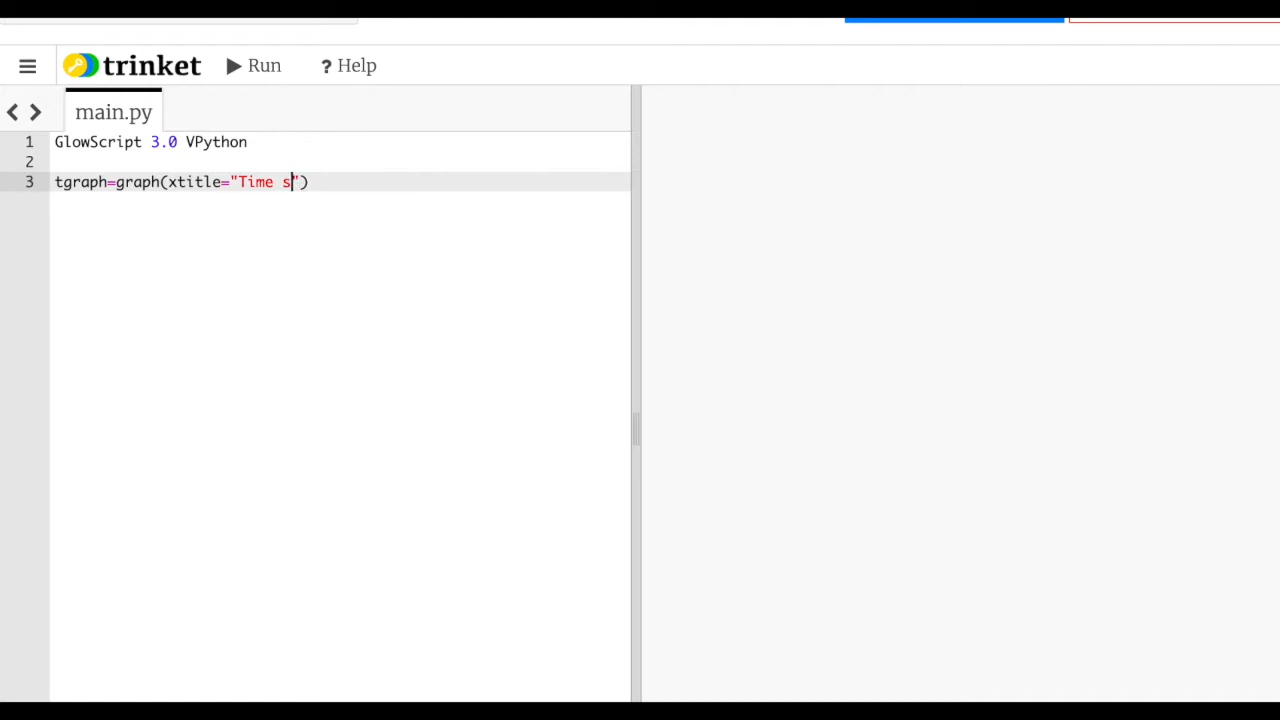 trinket Run ? Help
main.py
1 GlowScript 3.0 VPython
2
3 tgraph=graph(xtitle="Time s")